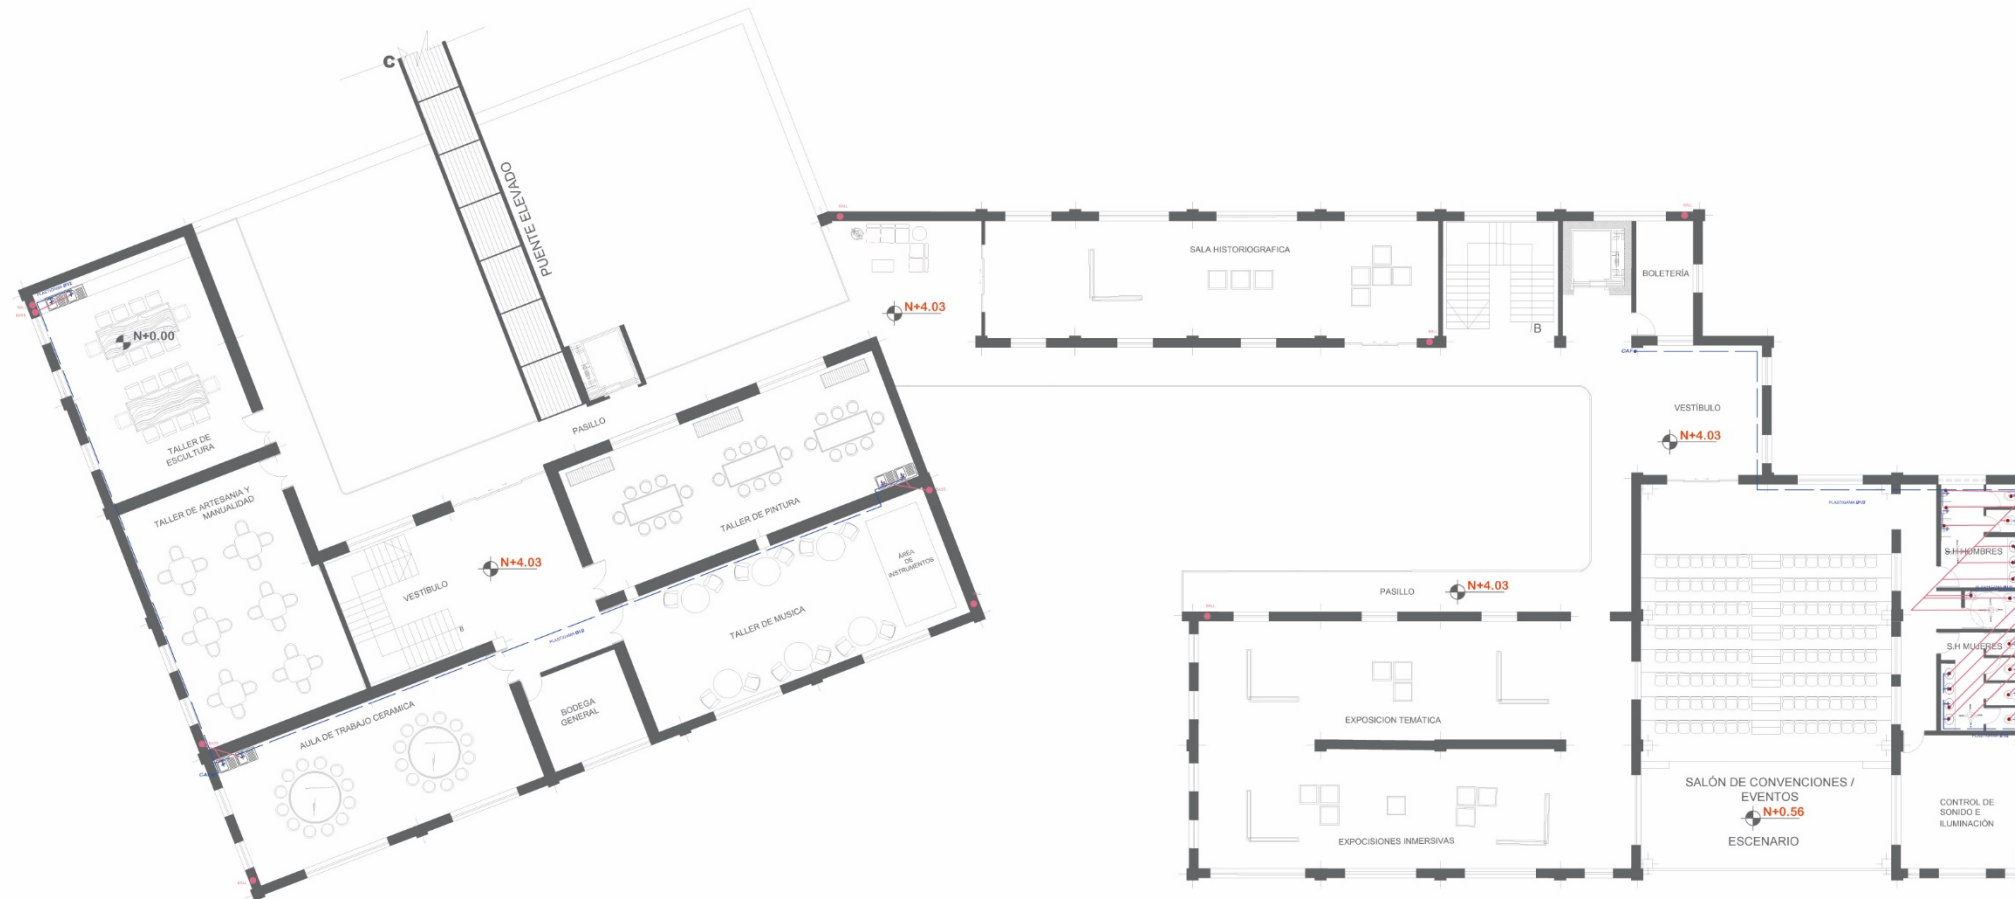 C
PUENTE ELEVADO
N+0.00
TALLER DE
ESCULTURA
PASILLO
TALLER DE ARTESANIA Y
MANUALIDAD
TALLER DE PINTURA
N+4.03
VESTÍBULO
B
ÁREA
DE
INSTRUMENTOS
TALLER DE MUSICA
AULA DE TRABAJO CERAMICA
BODEGA
GENERAL
N+4.03
SALA HISTORIOGRAFICA
B
BOLETERÍA
VESTÍBULO
N+4.03
PASILLO
N+4.03
S.H HOMBRES
S.H MUJERES
EXPOSICION TEMÁTICA
EXPOCISIONES INMERSIVAS
SALÓN DE CONVENCIONES /
EVENTOS
N+0.56
ESCENARIO
CONTROL DE
SONIDO E
ILUMINACIÓN